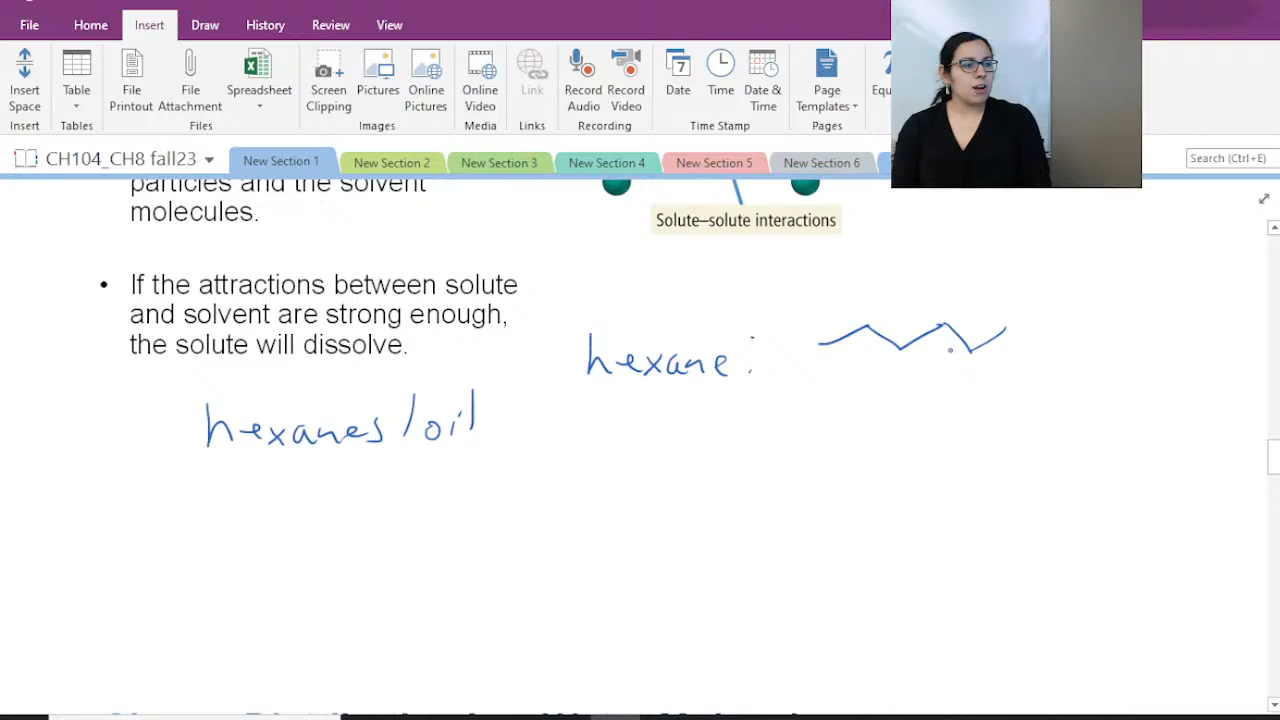 File Home Insert Draw History Review View
Insert Space Table File Printout File Attachment Spreadsheet Screen Clipping Pictures Online Pictures Online Video Link Record Audio Record Video 7 Date Time Date & Time Page Templates
Insert Tables Files Images Media Links Recording Time Stamp Pages
CH104_CH8 fall23 New Section 1 New Section 2 New Section 3 New Section 4 New Section 5 New Section 6 Search (Ctrl+E)
particles and the solvent
molecules.
Solute–solute interactions
• If the attractions between solute
and solvent are strong enough,
the solute will dissolve.
hexane :
hexanes / oil